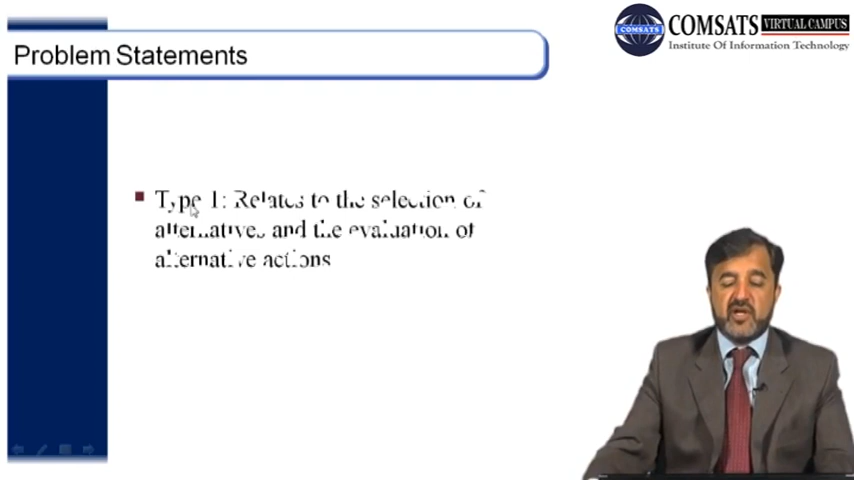 Problem Statements
COMSATS VIRTUAL CAMPUS
Institute Of Information Technology
COMSATS
Type 1: Relates to the selection of
alternatives and the evaluation of
alternative actions